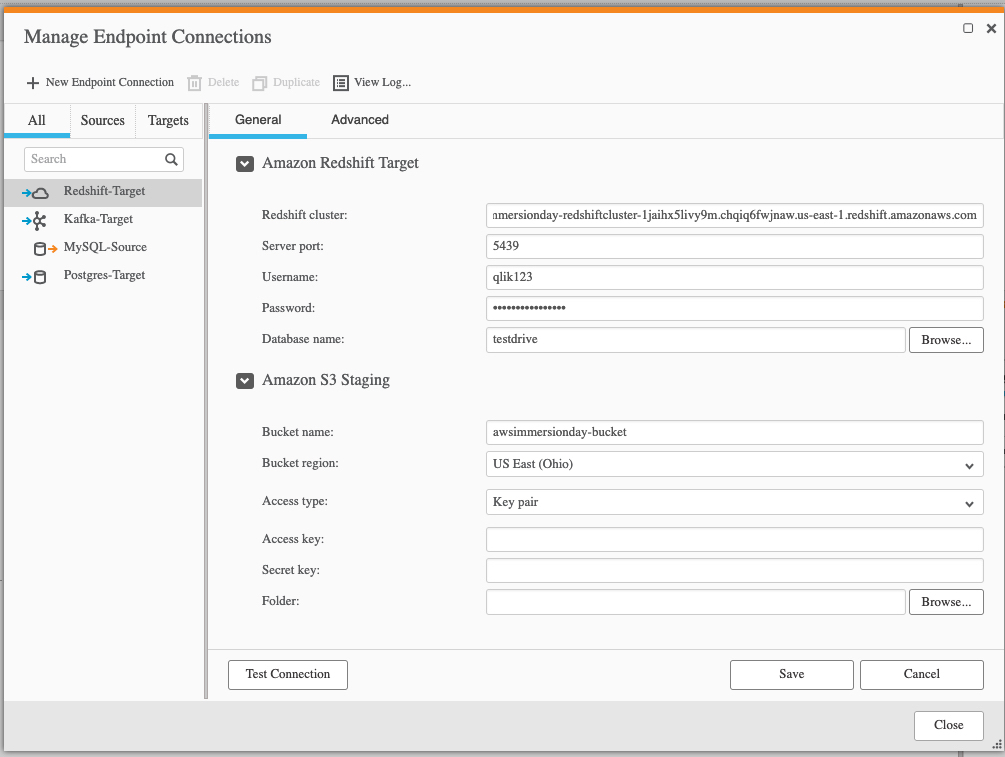 Manage Endpoint Connections
New Endpoint Connection Delete Duplicate View Log...
All Sources Targets
General Advanced
Search
Redshift-Target
Kafka-Target
MySQL-Source
Postgres-Target
Amazon Redshift Target
Redshift cluster: mersionday-redshiftcluster-1jaihx5livy9m.chqiq6fwjnaw.us-east-1.redshift.amazonaws.com
Server port: 5439
Username: qlik123
Password: ••••••••••••••••
Database name: testdrive Browse...
Amazon S3 Staging
Bucket name: awsimmersionday-bucket
Bucket region: US East (Ohio)
Access type: Key pair
Access key:
Secret key:
Folder: Browse...
Test Connection Save Cancel
Close